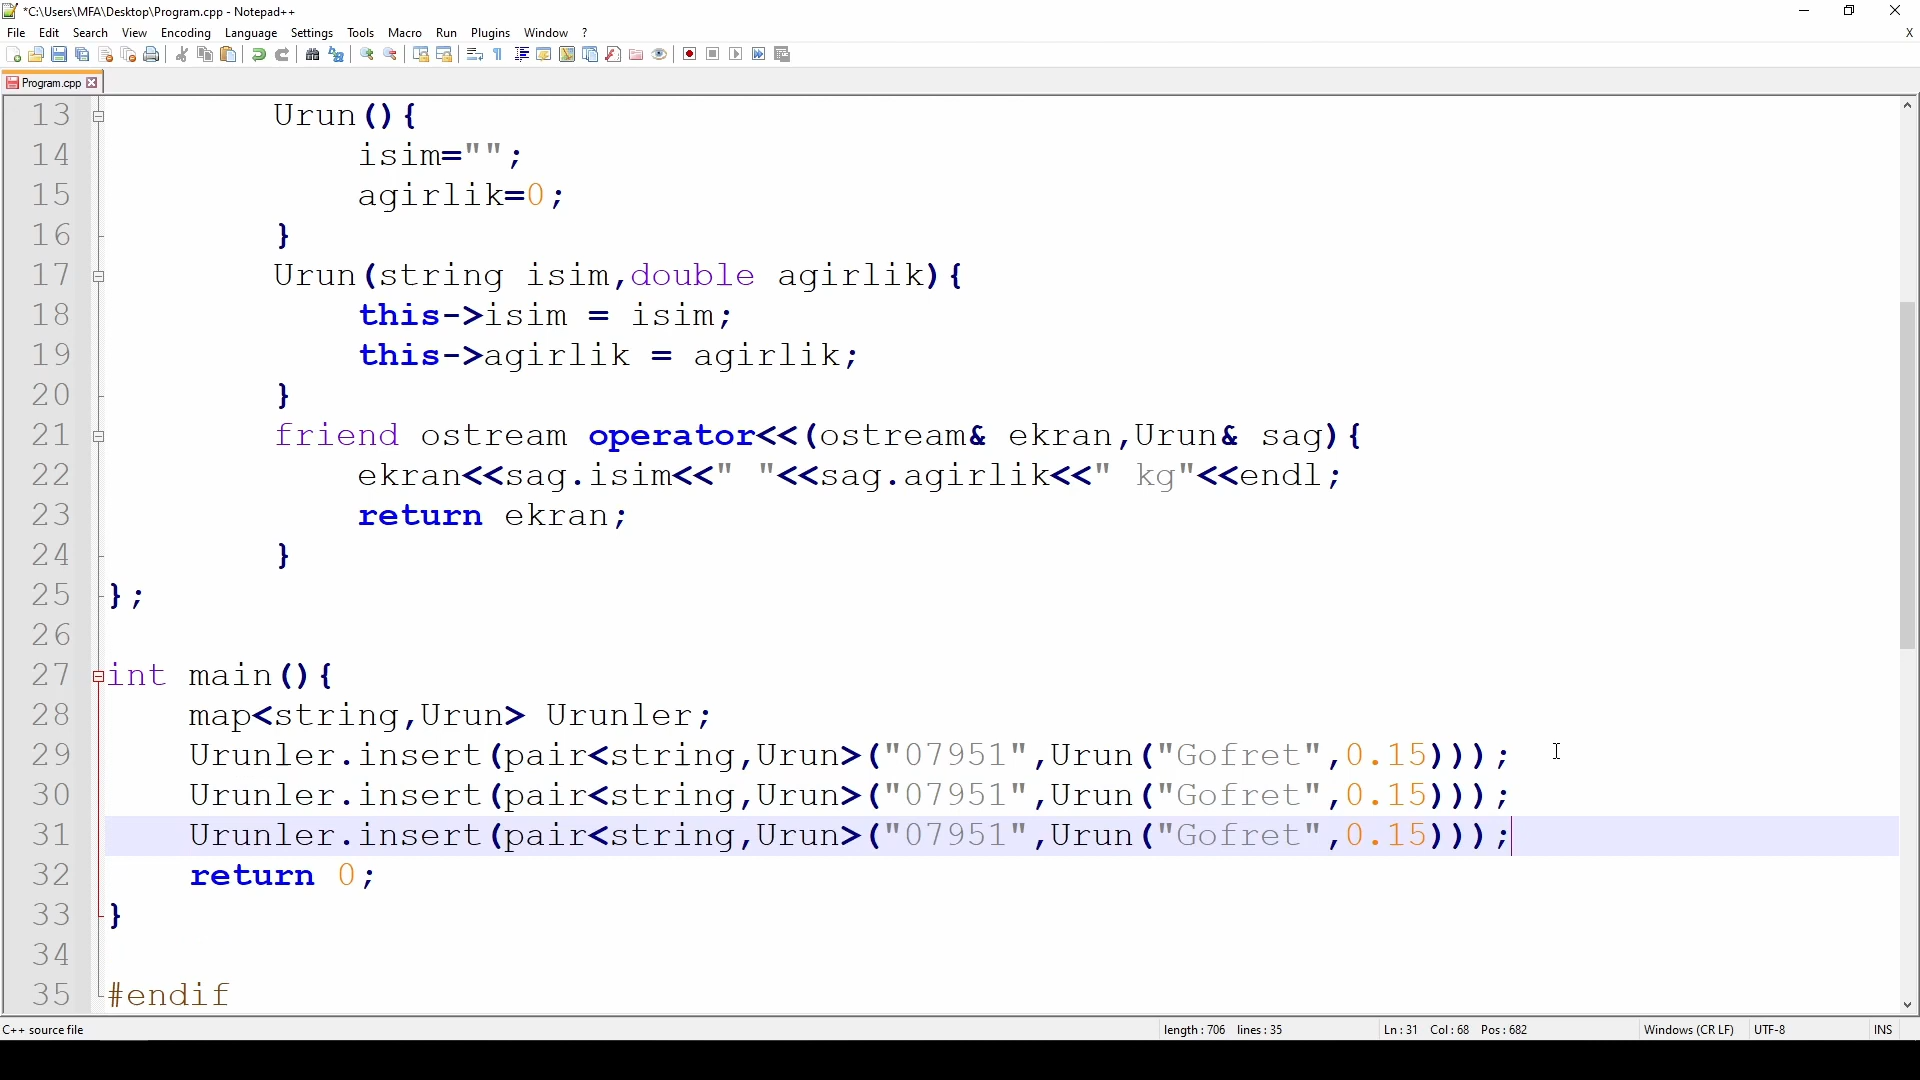 *C:\Users\MFA\Desktop\Program.cpp - Notepad++
File Edit Search View Encoding Language Settings Tools Macro Run Plugins Window ? X
Program.cpp
13 Urun(){
14 isim="";
15 agirlik=0;
16 }
17 Urun(string isim,double agirlik){
18 this->isim = isim;
19 this->agirlik = agirlik;
20 }
21 friend ostream operator<<(ostream& ekran,Urun& sag){
22 ekran<<sag.isim<<" "<<sag.agirlik<<" kg"<<endl;
23 return ekran;
24 }
25 };
26
27 int main(){
28 map<string,Urun> Urunler;
29 Urunler.insert(pair<string,Urun>("07951",Urun("Gofret",0.15)));
30 Urunler.insert(pair<string,Urun>("07951",Urun("Gofret",0.15)));
31 Urunler.insert(pair<string,Urun>("07951",Urun("Gofret",0.15)));
32 return 0;
33 }
34
35 #endif
C++ source file length : 706 lines : 35 Ln : 31 Col : 68 Pos : 682 Windows (CR LF) UTF-8 INS